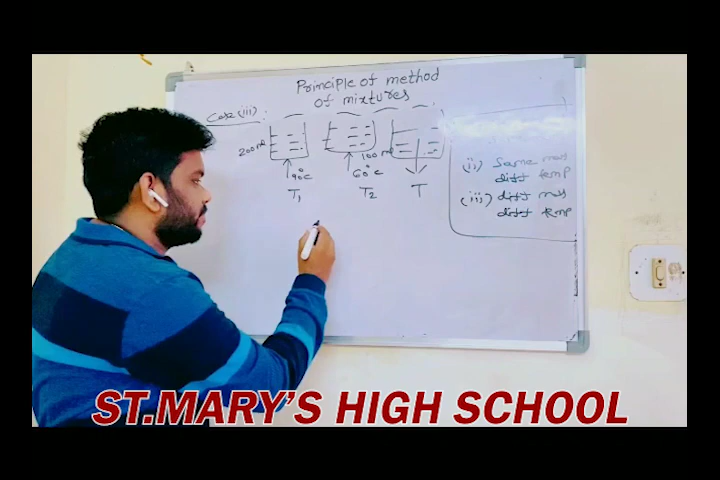 Principle of method
of mixtures
Case (iii) :
200 ml
100 ml
90°C
60°C
T1
T2
T
(ii) Same mass
diff temp
(iii) diff mass
diff temp
ST.MARY'S HIGH SCHOOL